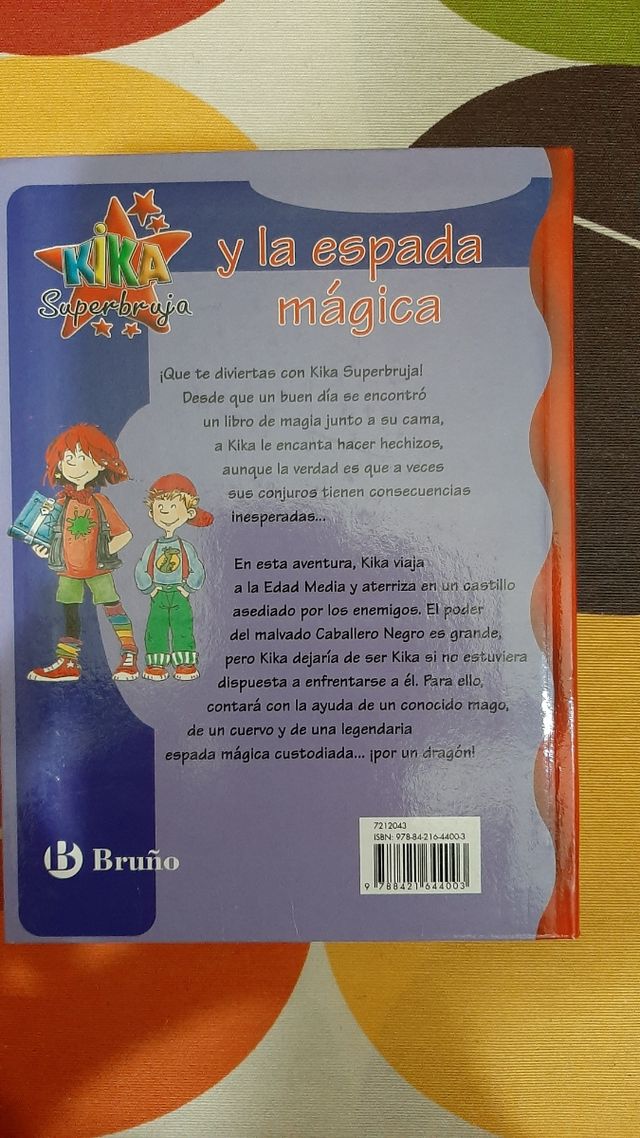 KIKA
Superbruja
y la espada
mágica
¡Que te diviertas con Kika Superbruja!
Desde que un buen día se encontró
un libro de magia junto a su cama,
a Kika le encanta hacer hechizos,
aunque la verdad es que a veces
sus conjuros tienen consecuencias
inesperadas...
En esta aventura, Kika viaja
a la Edad Media y aterriza en un castillo
asediado por los enemigos. El poder
del malvado Caballero Negro es grande,
pero Kika dejaría de ser Kika si no estuviera
dispuesta a enfrentarse a él. Para ello,
contará con la ayuda de un conocido mago,
de un cuervo y de una legendaria
espada mágica custodiada... ¡por un dragón!
B Bruño
7212043
ISBN: 978-84-216-4400-3
9 788421 644003